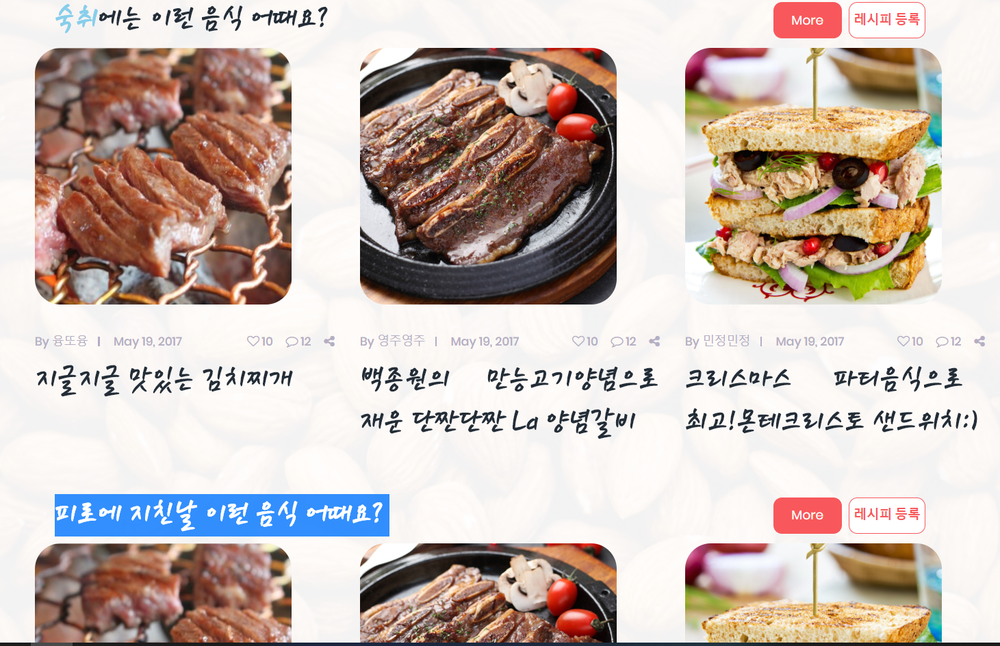 숙취에는 이런 음식 어때요?
More 레시피 등록
By 융또융 | May 19, 2017 10 12
By 영주영주 | May 19, 2017 10 12
By 민정민정 | May 19, 2017 10 12
지글지글 맛있는 김치찌개
백종원의 만능고기양념으로
재운 단짠단짠 La 양념갈비
크리스마스 파티음식으로
최고!몬테크리스토 샌드위치:)
피로에 지친날 이런 음식 어때요?
More 레시피 등록